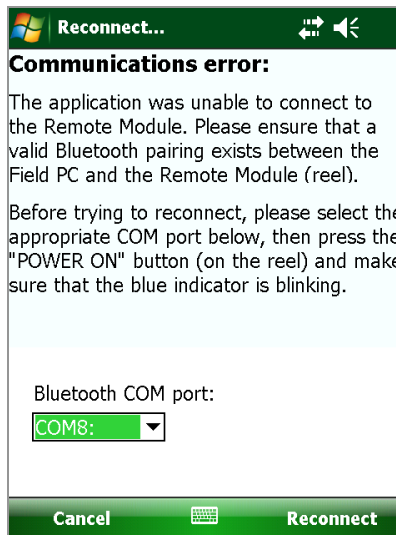 Reconnect...
Communications error:
The application was unable to connect to
the Remote Module. Please ensure that a
valid Bluetooth pairing exists between the
Field PC and the Remote Module (reel).
Before trying to reconnect, please select the
appropriate COM port below, then press the
"POWER ON" button (on the reel) and make
sure that the blue indicator is blinking.
Bluetooth COM port:
COM8:
Cancel
Reconnect